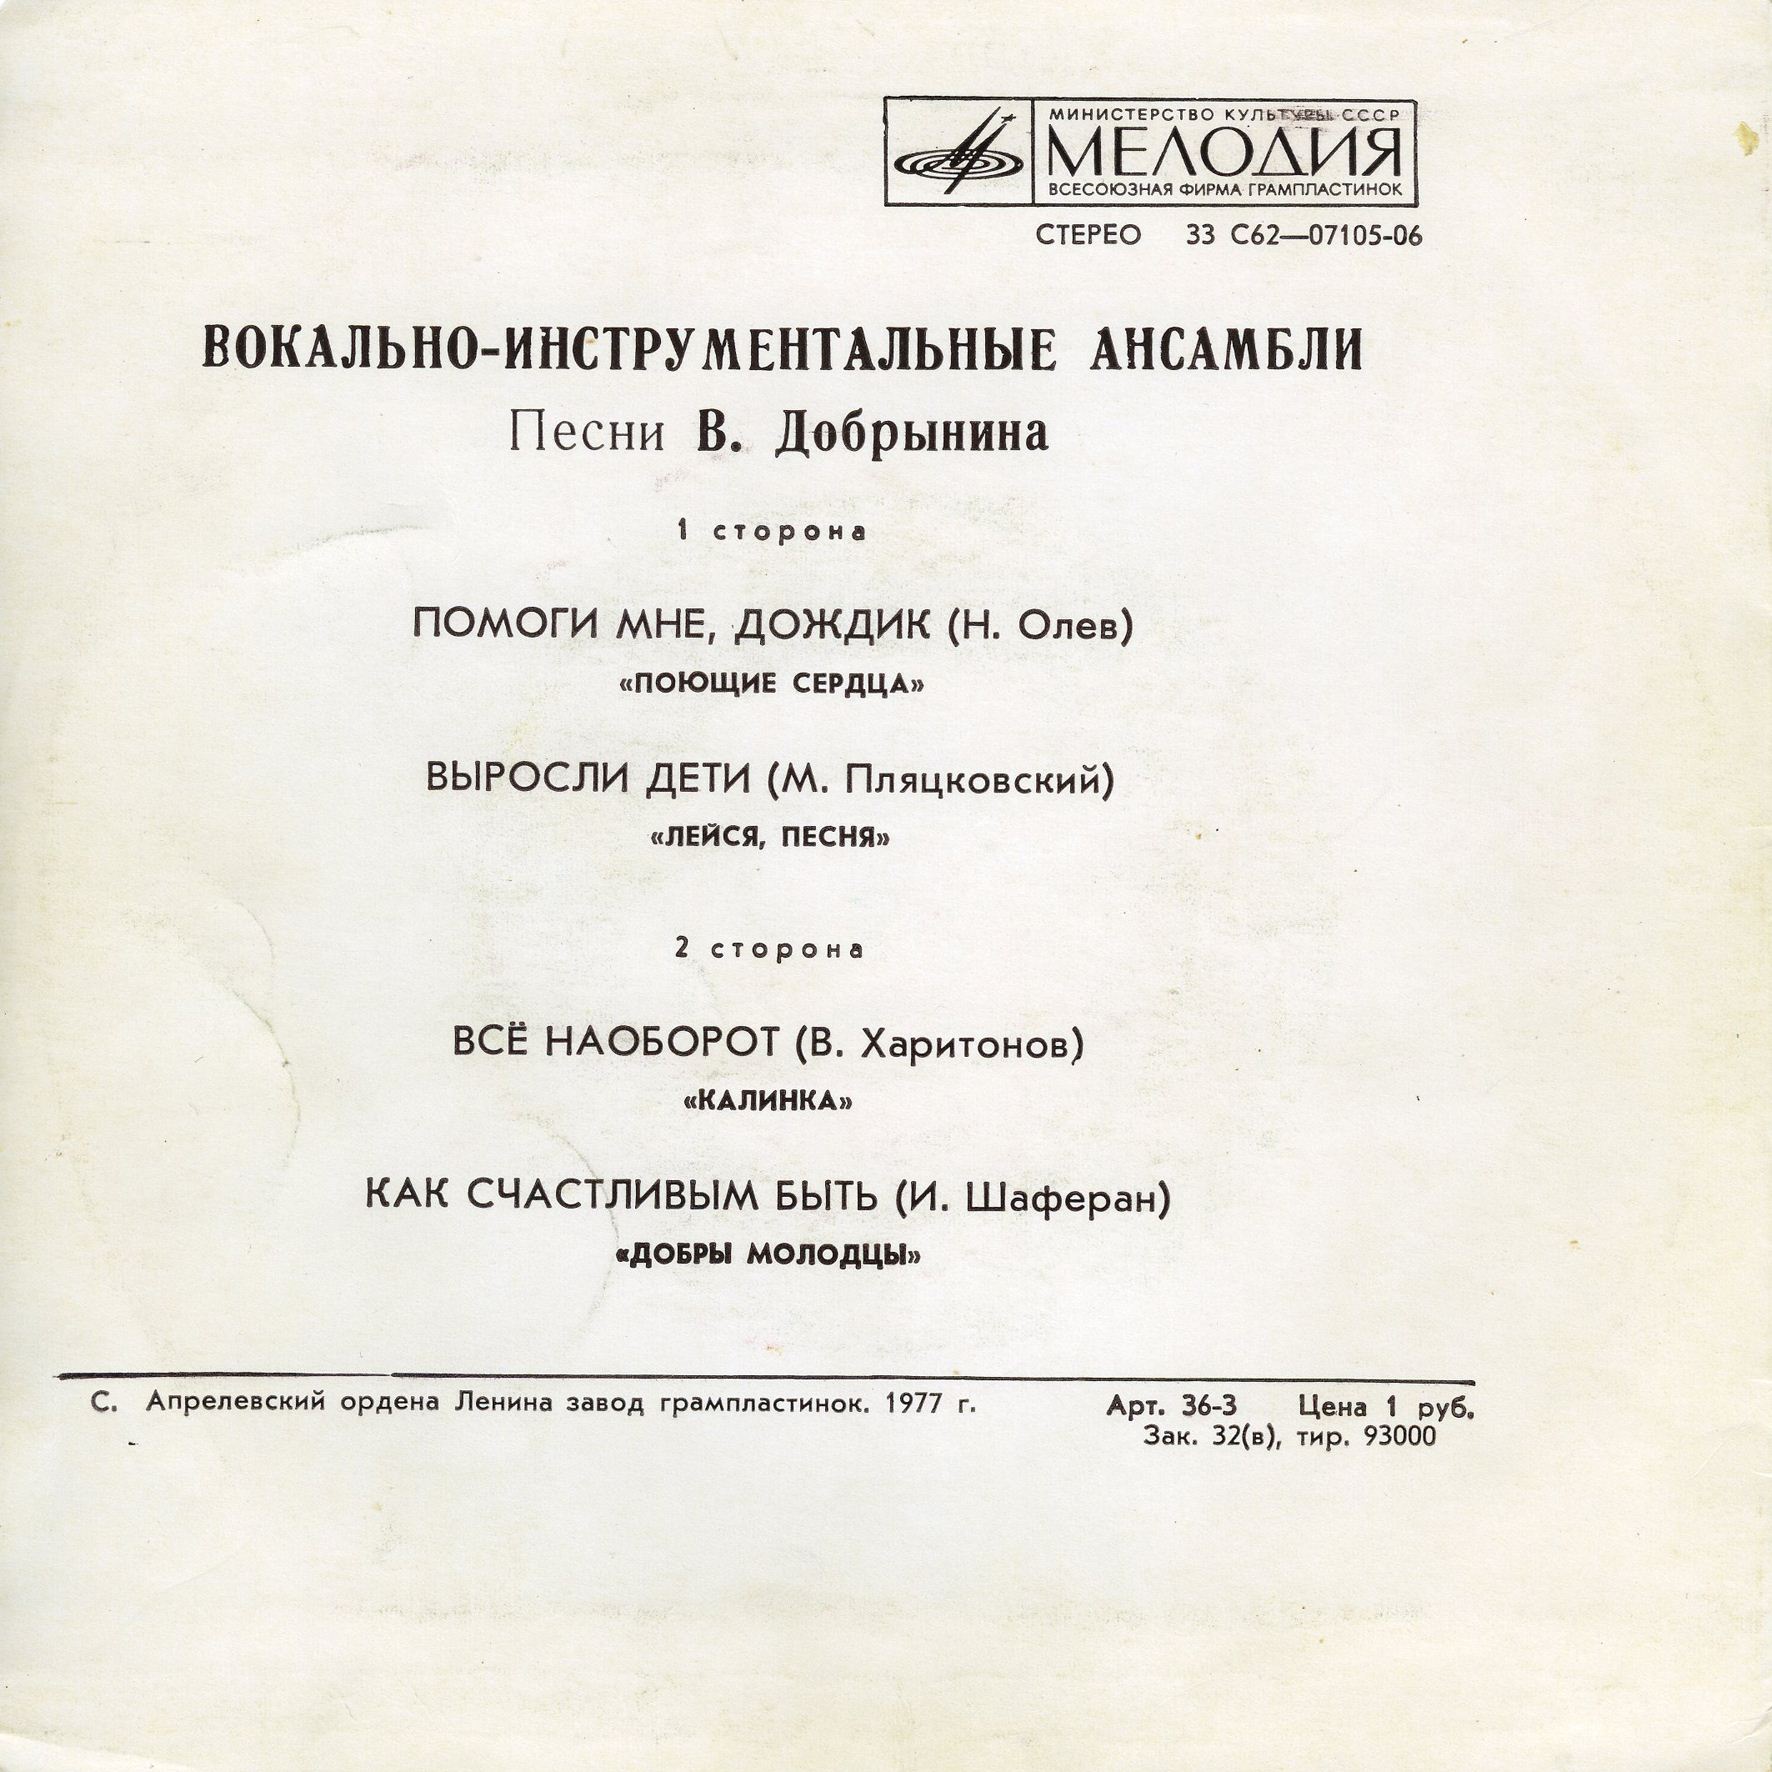 МИНИСТЕРСТВО КУЛЬТУРЫ СССР
МЕЛОДИЯ
ВСЕСОЮЗНАЯ ФИРМА ГРАМПЛАСТИНОК
СТЕРЕО 33 С62—07105-06
ВОКАЛЬНО-ИНСТРУМЕНТАЛЬНЫЕ АНСАМБЛИ
Песни В. Добрынина
1 сторона
ПОМОГИ МНЕ, ДОЖДИК (Н. Олев)
«ПОЮЩИЕ СЕРДЦА»
ВЫРОСЛИ ДЕТИ (М. Пляцковский)
«ЛЕЙСЯ, ПЕСНЯ»
2 сторона
ВСЁ НАОБОРОТ (В. Харитонов)
«КАЛИНКА»
КАК СЧАСТЛИВЫМ БЫТЬ (И. Шаферан)
«ДОБРЫ МОЛОДЦЫ»
С. Апрелевский ордена Ленина завод грампластинок. 1977 г. Арт. 36-3 Цена 1 руб.
Зак. 32(в), тир. 93000